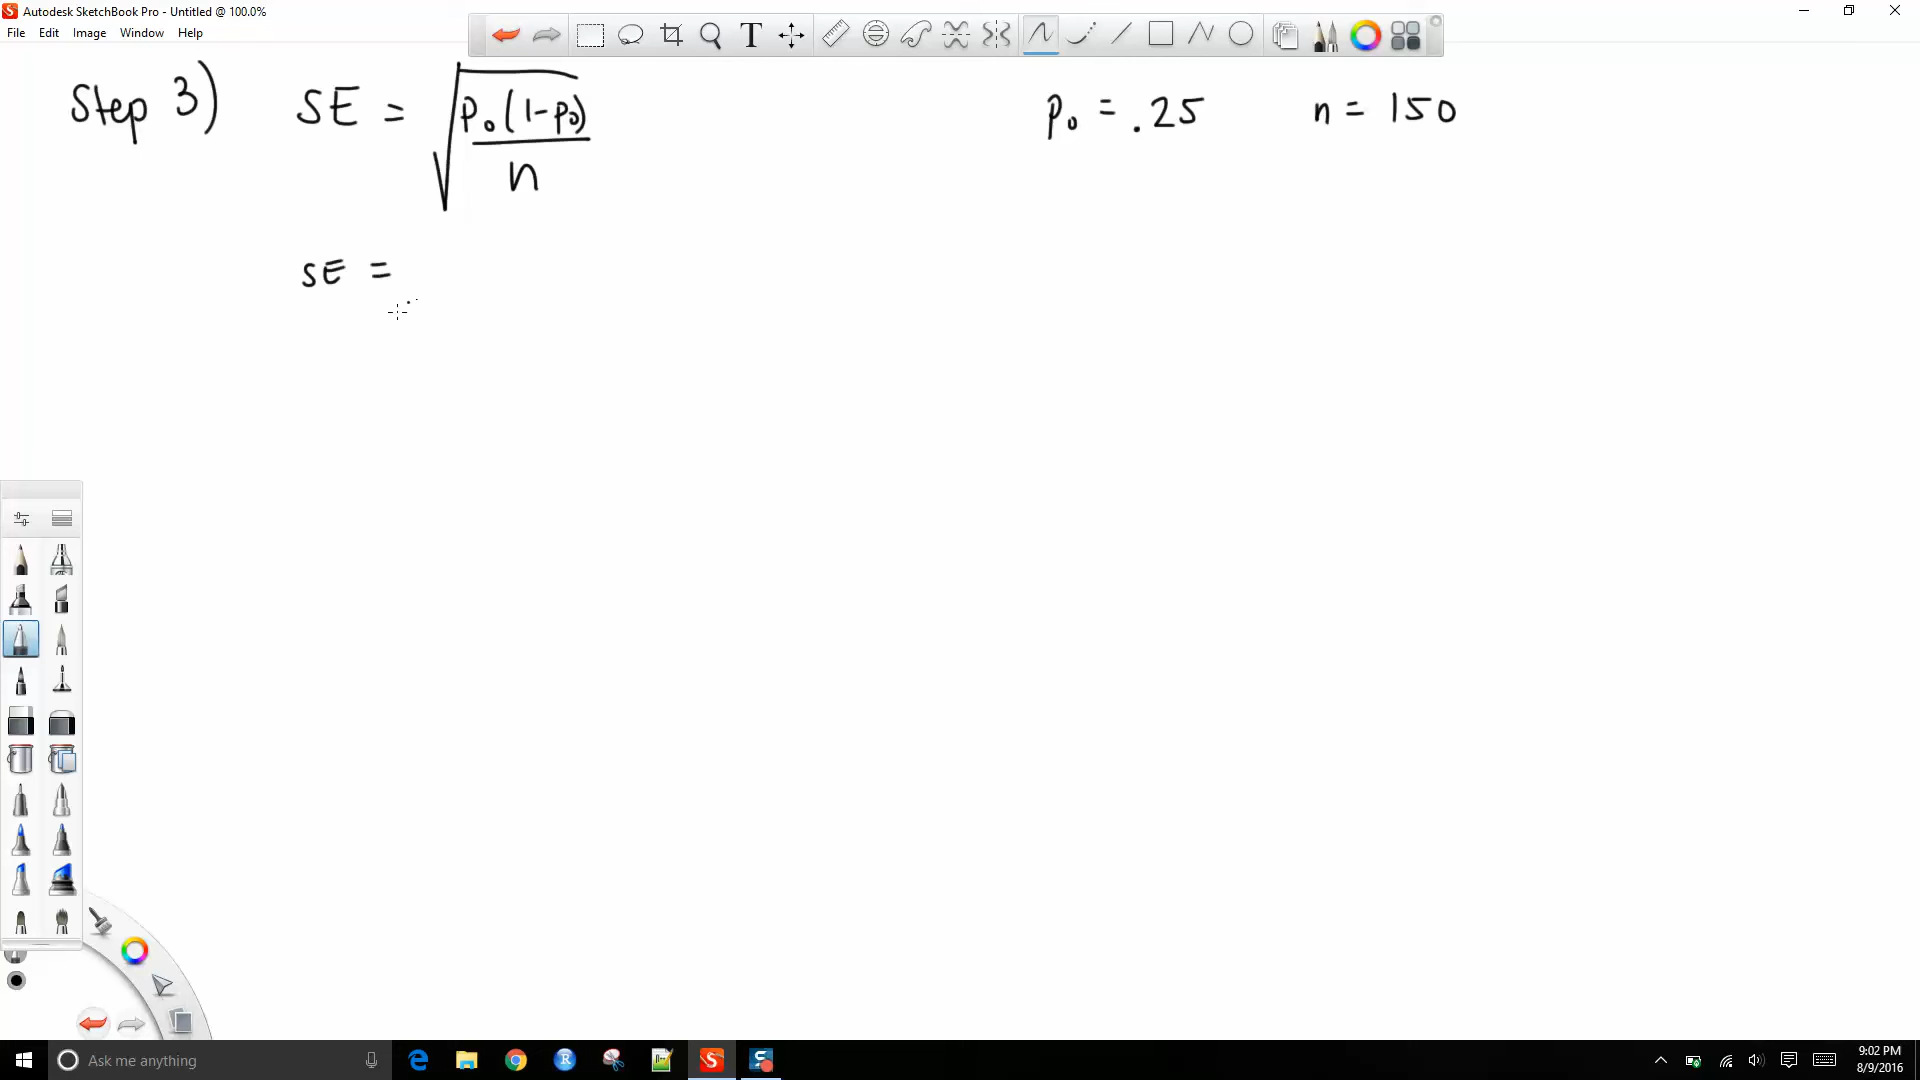 Autodesk SketchBook Pro - Untitled @ 100.0%
File Edit Image Window Help
T
Step 3) SE = √(p₀(1-p₀)/n) p₀ = .25 n = 150
SE =
Ask me anything
9:02 PM
8/9/2016